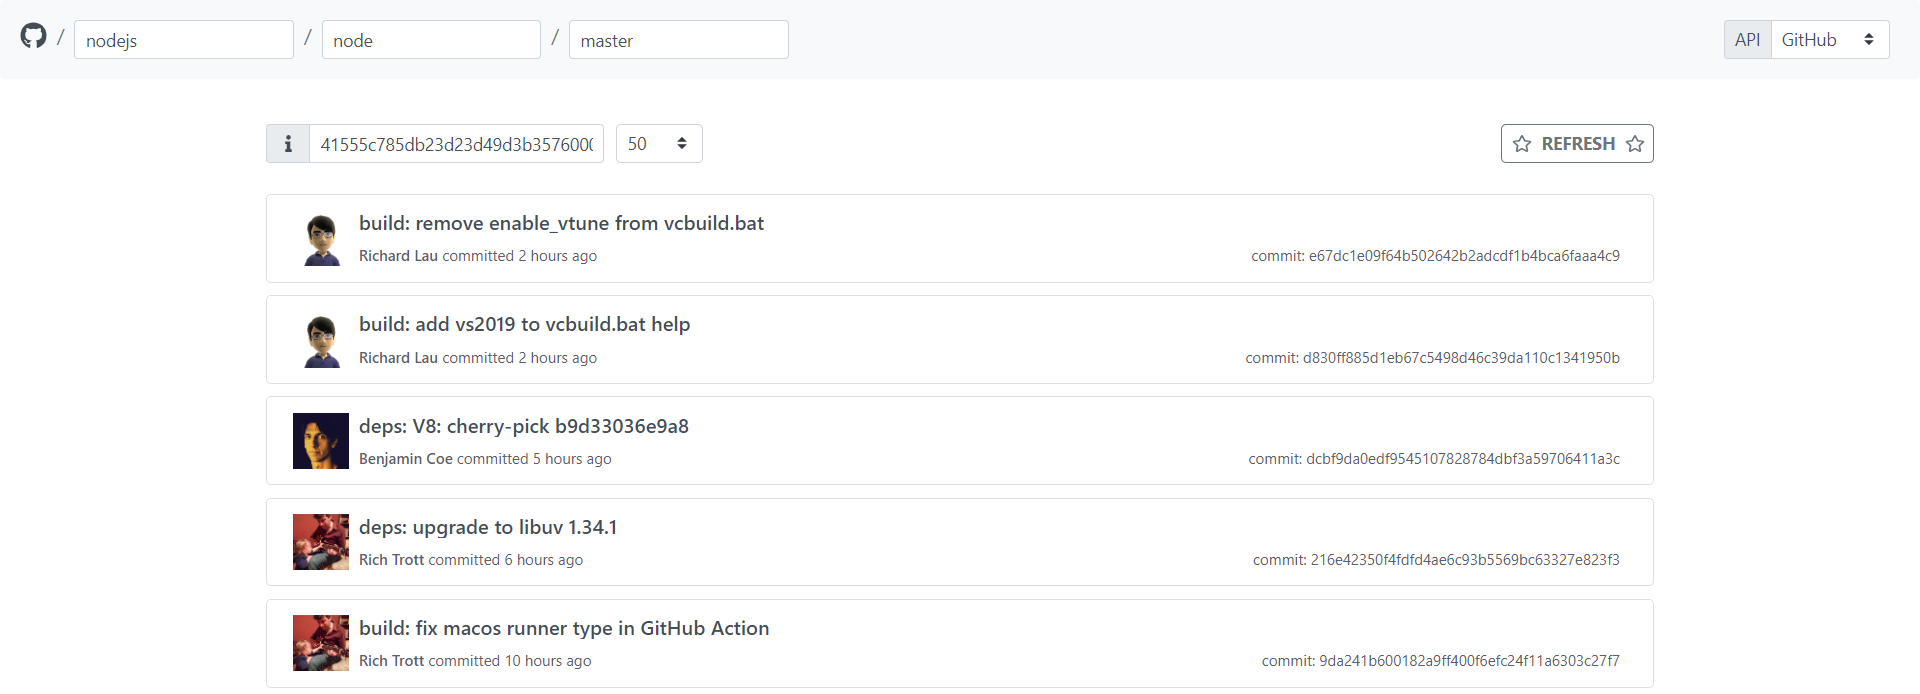 / nodejs / node / master API GitHub
41555c785db23d23d49d3b3576000 50 REFRESH
build: remove enable_vtune from vcbuild.bat
Richard Lau committed 2 hours ago commit: e67dc1e09f64b502642b2adcdf1b4bca6faaa4c9
build: add vs2019 to vcbuild.bat help
Richard Lau committed 2 hours ago commit: d830ff885d1eb67c5498d46c39da110c1341950b
deps: V8: cherry-pick b9d33036e9a8
Benjamin Coe committed 5 hours ago commit: dcbf9da0edf9545107828784dbf3a59706411a3c
deps: upgrade to libuv 1.34.1
Rich Trott committed 6 hours ago commit: 216e42350f4fdfd4ae6c93b5569bc63327e823f3
build: fix macos runner type in GitHub Action
Rich Trott committed 10 hours ago commit: 9da241b600182a9ff400f6efc24f11a6303c27f7